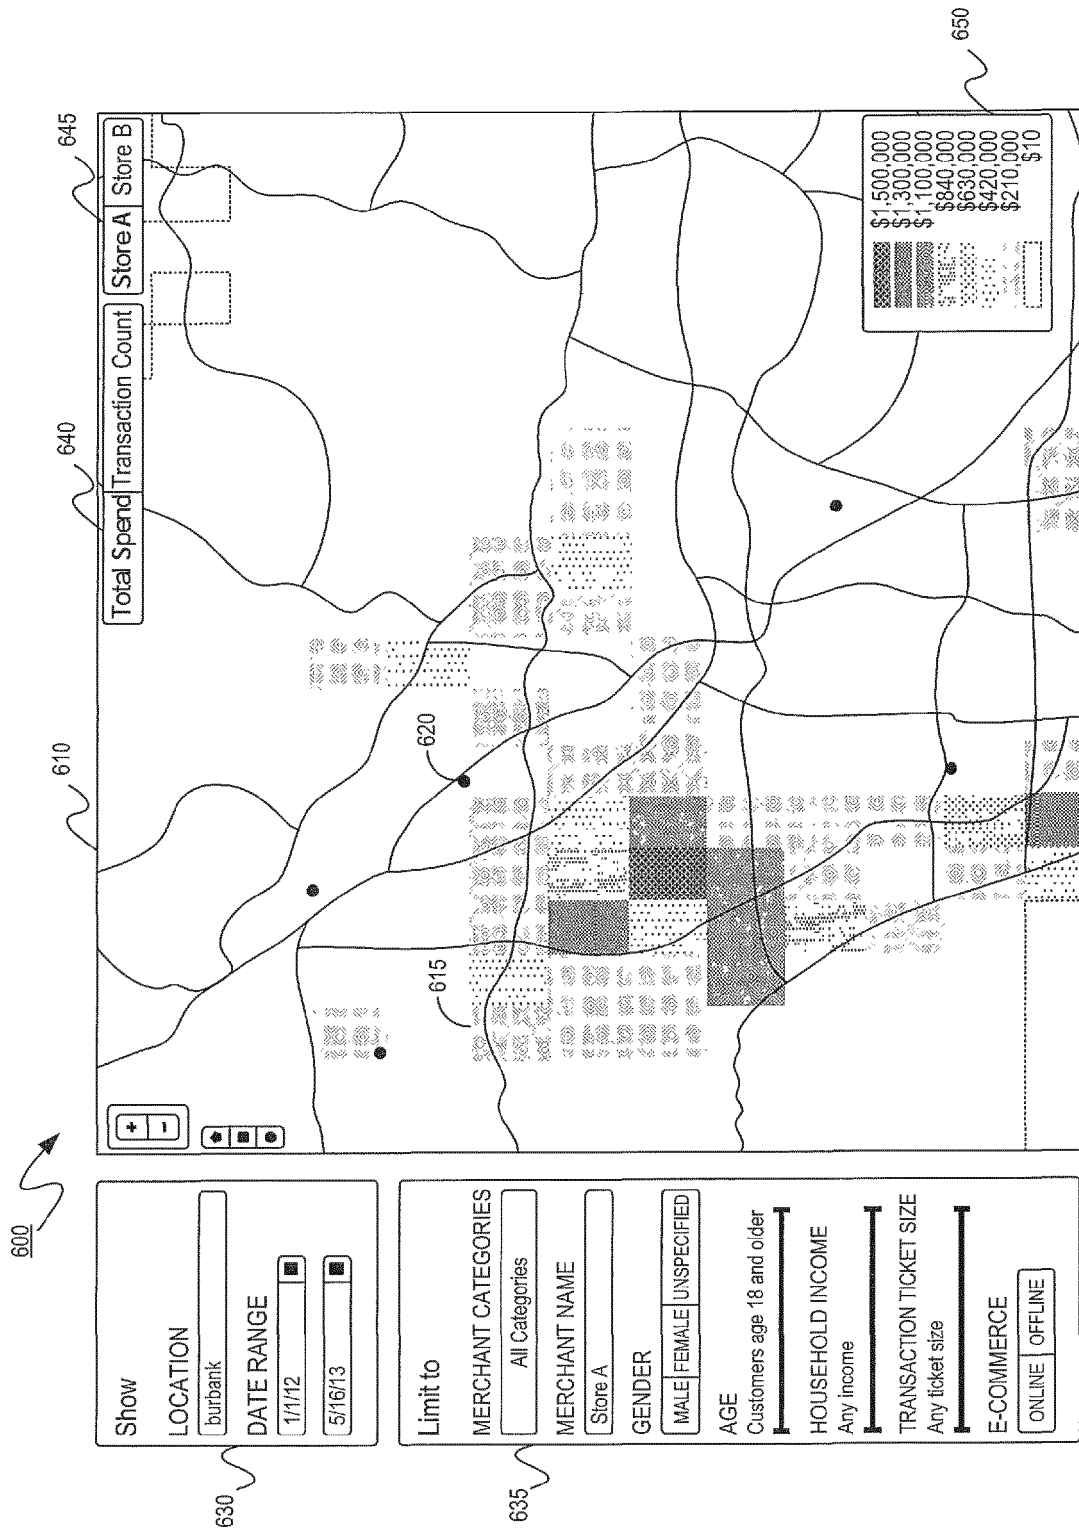 600
610
640
645
Total Spend Transaction Count
Store A Store B
+
−
Show
LOCATION
burbank
DATE RANGE
1/1/12
5/16/13
630
620
615
Limit to
MERCHANT CATEGORIES
All Categories
MERCHANT NAME
Store A
GENDER
MALE FEMALE UNSPECIFIED
AGE
Customers age 18 and older
HOUSEHOLD INCOME
Any income
TRANSACTION TICKET SIZE
Any ticket size
E-COMMERCE
ONLINE OFFLINE
635
$1,500,000
$1,300,000
$1,100,000
$840,000
$630,000
$420,000
$210,000
$10
650